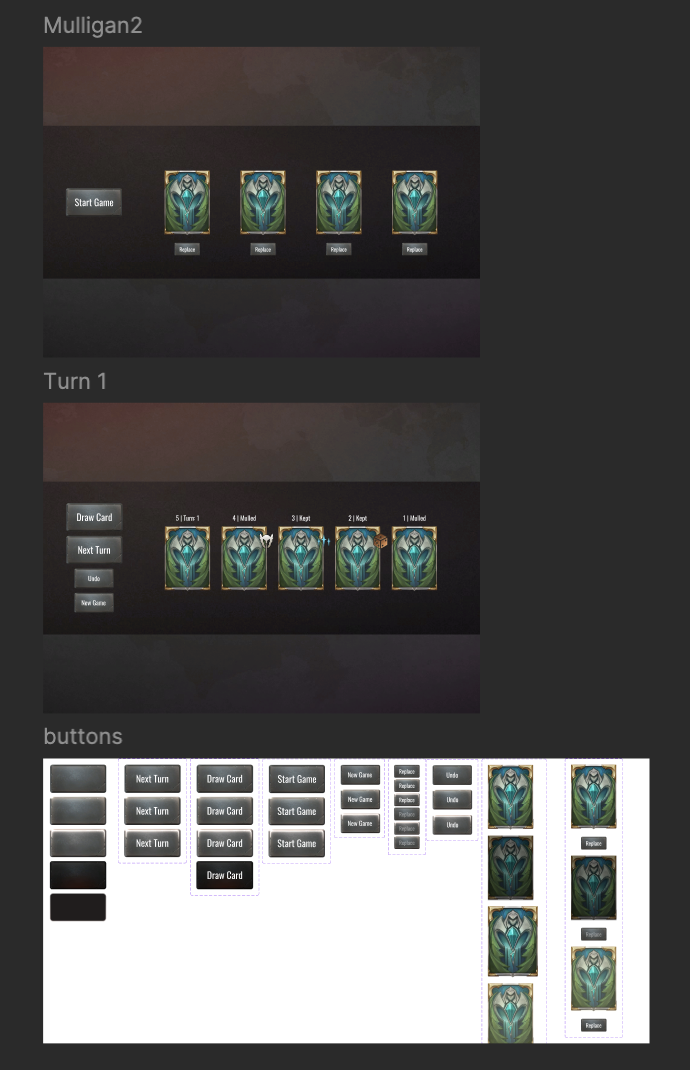 Mulligan2
Start Game
Replace Replace Replace Replace
Turn 1
5 | Turn 1 4 | Mulled 3 | Kept 2 | Kept 1 | Mulled
Draw Card
Next Turn
Undo
New Game
buttons
Next Turn
Next Turn
Next Turn
Draw Card
Draw Card
Draw Card
Draw Card
Start Game
Start Game
Start Game
New Game
New Game
New Game
Replace
Replace
Replace
Replace
Replace
Replace
Undo
Undo
Undo
Replace
Replace
Replace